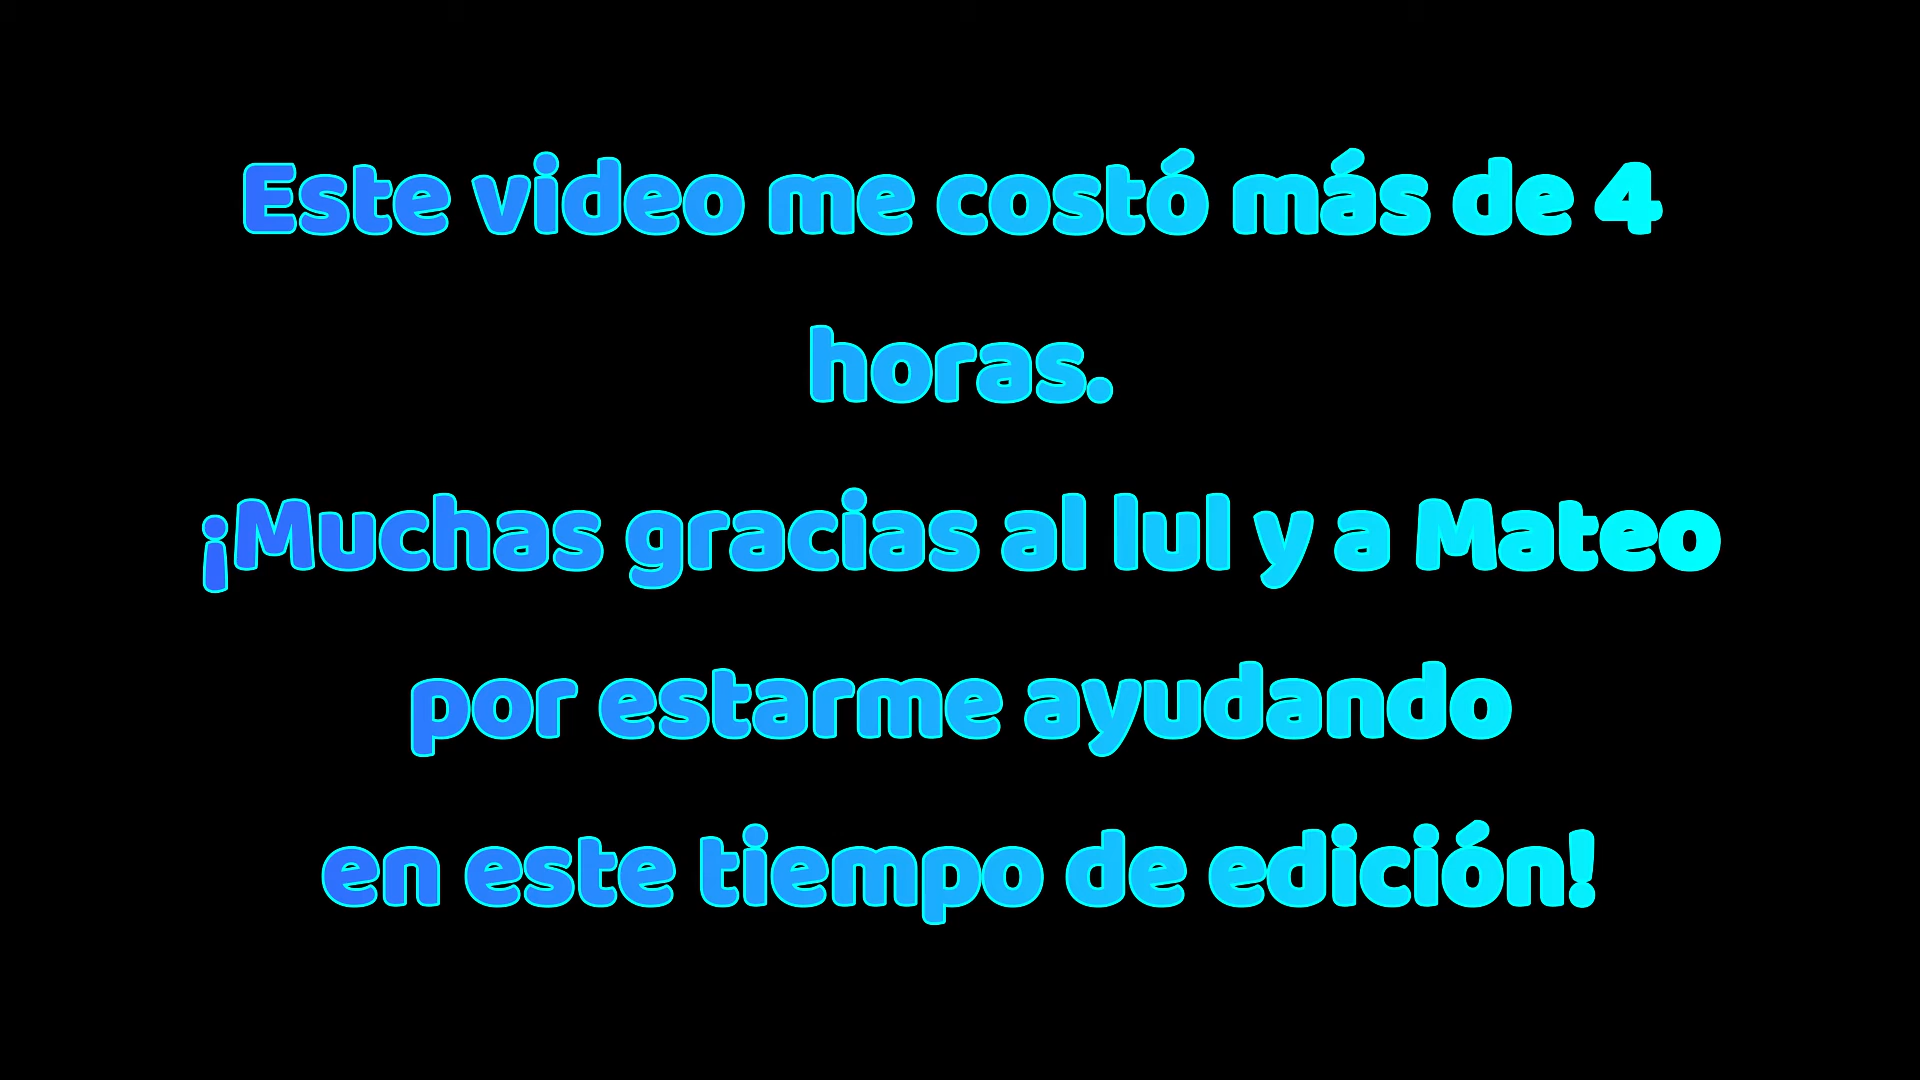 Este video me costó más de 4
horas.
¡Muchas gracias al lul y a Mateo
por estarme ayudando
en este tiempo de edición!